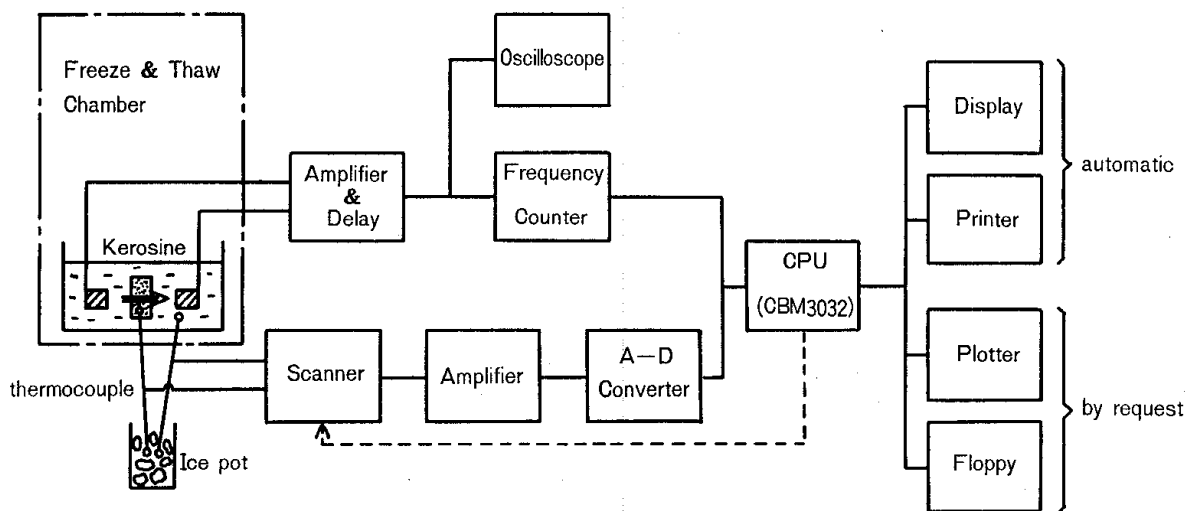 Freeze & Thaw
Chamber
Kerosine
thermocouple
Ice pot
Amplifier
&
Delay
Oscilloscope
Frequency
Counter
Scanner
Amplifier
A-D
Converter
CPU
(CBM3032)
Display
Printer
automatic
Plotter
Floppy
by request